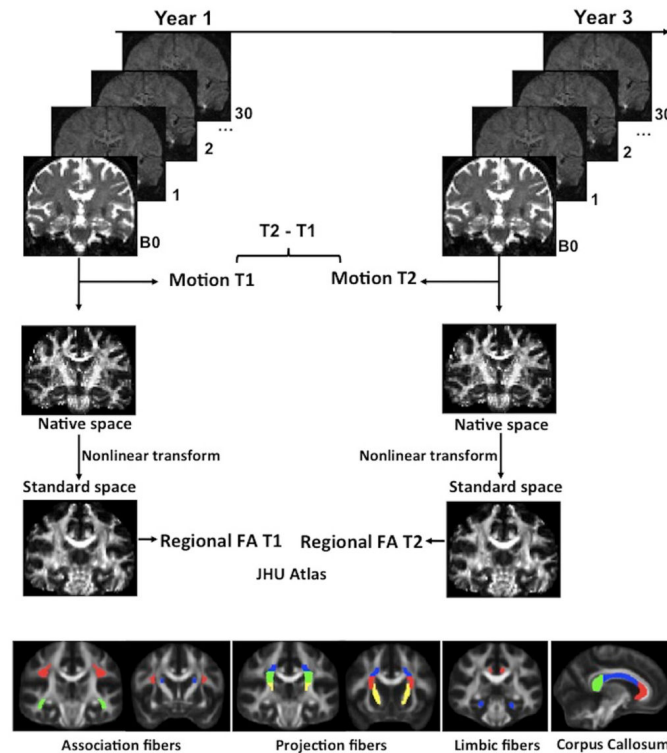 Year 1 Year 3
30 30
... ...
2 2
1 1
B0 B0
T2 - T1
Motion T1 Motion T2
Native space Native space
Nonlinear transform Nonlinear transform
Standard space Standard space
Regional FA T1 Regional FA T2
JHU Atlas
Association fibers Projection fibers Limbic fibers Corpus Callosum